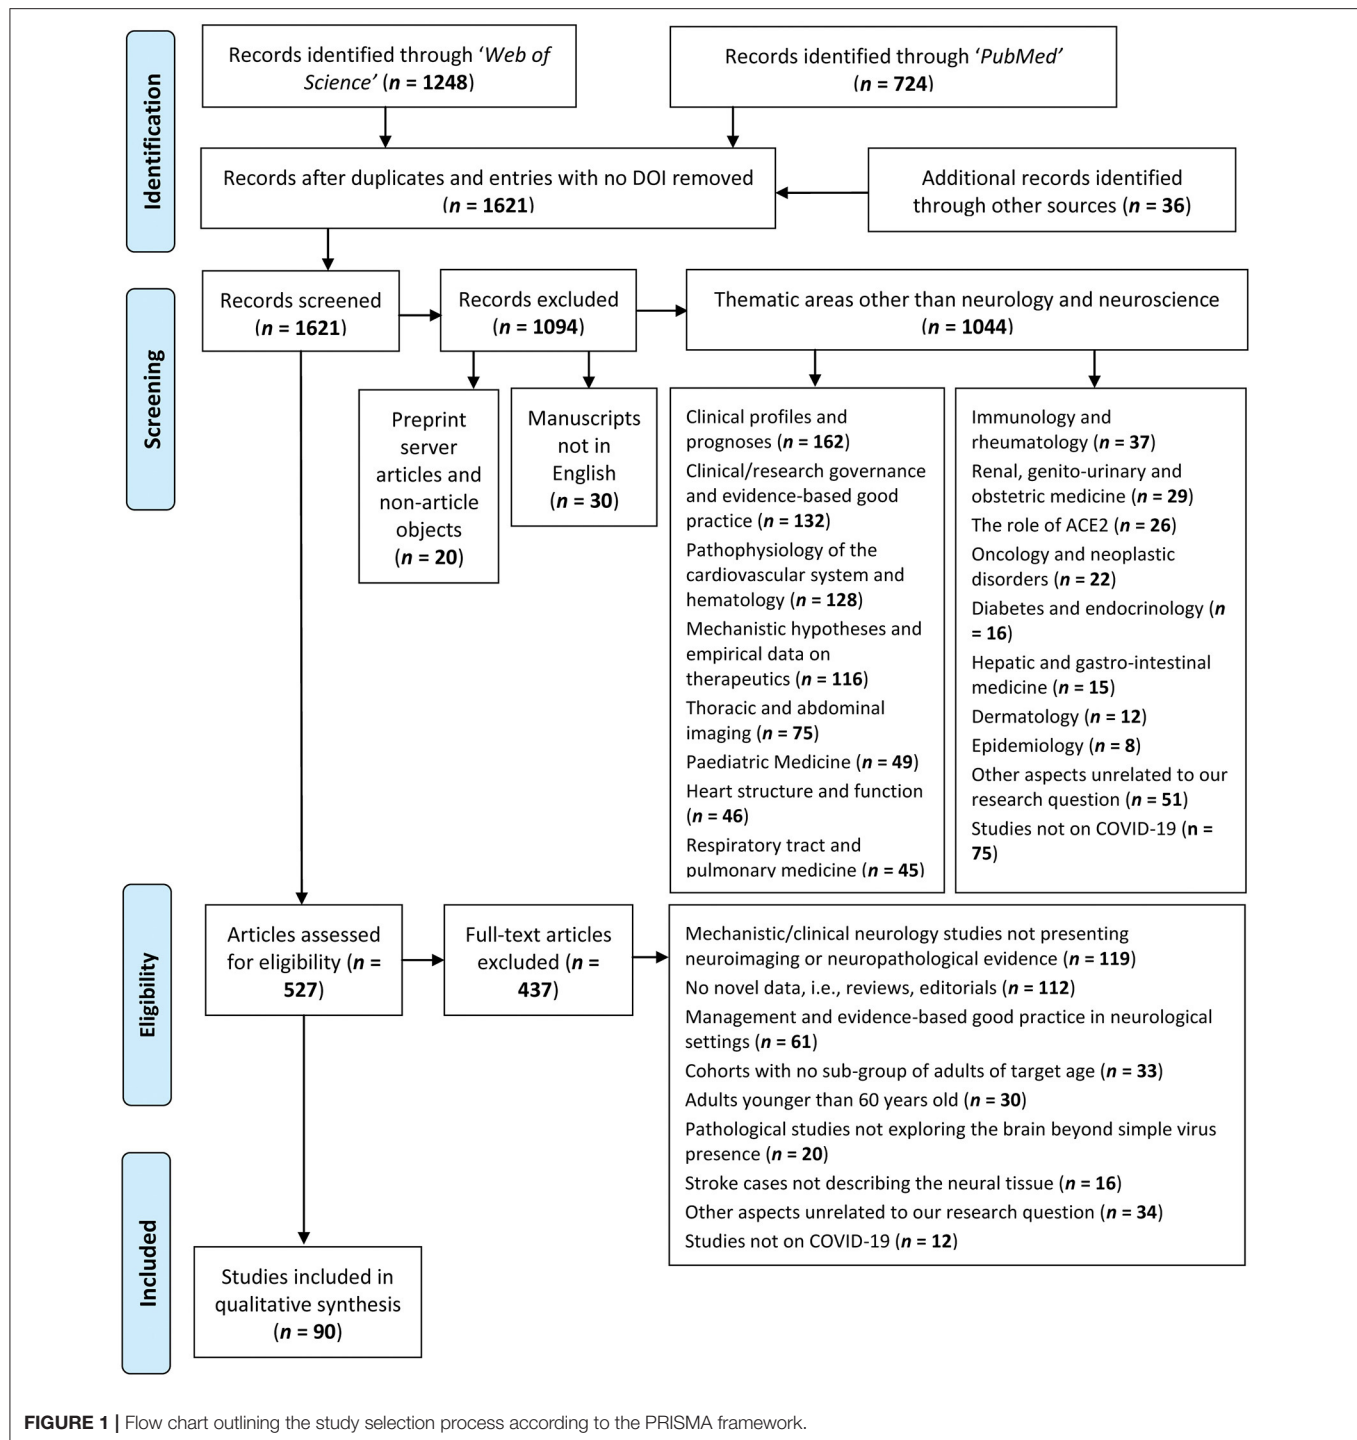 Identification
Records identified through ‘Web of
Science’ (n = 1248)
Records identified through ‘PubMed’
(n = 724)
Records after duplicates and entries with no DOI removed
(n = 1621)
Additional records identified
through other sources (n = 36)
Screening
Records screened
(n = 1621)
Records excluded
(n = 1094)
Thematic areas other than neurology and neuroscience
(n = 1044)
Preprint
server
articles and
non-article
objects
(n = 20)
Manuscripts
not in
English
(n = 30)
Clinical profiles and
prognoses (n = 162)
Clinical/research governance
and evidence-based good
practice (n = 132)
Pathophysiology of the
cardiovascular system and
hematology (n = 128)
Mechanistic hypotheses and
empirical data on
therapeutics (n = 116)
Thoracic and abdominal
imaging (n = 75)
Paediatric Medicine (n = 49)
Heart structure and function
(n = 46)
Respiratory tract and
pulmonary medicine (n = 45)
Immunology and
rheumatology (n = 37)
Renal, genito-urinary and
obstetric medicine (n = 29)
The role of ACE2 (n = 26)
Oncology and neoplastic
disorders (n = 22)
Diabetes and endocrinology (n
= 16)
Hepatic and gastro-intestinal
medicine (n = 15)
Dermatology (n = 12)
Epidemiology (n = 8)
Other aspects unrelated to our
research question (n = 51)
Studies not on COVID-19 (n =
75)
Eligibility
Articles assessed
for eligibility (n =
527)
Full-text articles
excluded (n =
437)
Mechanistic/clinical neurology studies not presenting
neuroimaging or neuropathological evidence (n = 119)
No novel data, i.e., reviews, editorials (n = 112)
Management and evidence-based good practice in neurological
settings (n = 61)
Cohorts with no sub-group of adults of target age (n = 33)
Adults younger than 60 years old (n = 30)
Pathological studies not exploring the brain beyond simple virus
presence (n = 20)
Stroke cases not describing the neural tissue (n = 16)
Other aspects unrelated to our research question (n = 34)
Studies not on COVID-19 (n = 12)
Included
Studies included in
qualitative synthesis
(n = 90)
FIGURE 1 | Flow chart outlining the study selection process according to the PRISMA framework.